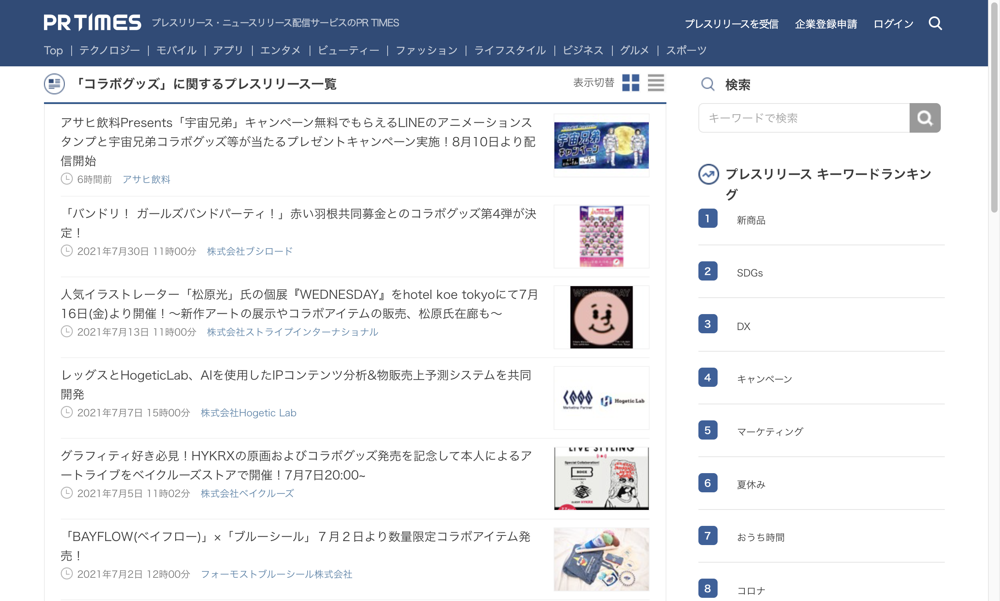 PR TIMES
プレスリリース・ニュースリリース配信サービスのPR TIMES
プレスリリースを受信
企業登録申請
ログイン
Top
テクノロジー
モバイル
アプリ
エンタメ
ビューティー
ファッション
ライフスタイル
ビジネス
グルメ
スポーツ
「コラボグッズ」に関するプレスリリース一覧
表示切替
アサヒ飲料Presents「宇宙兄弟」キャンペーン無料でもらえるLINEのアニメーションス
タンプと宇宙兄弟コラボグッズ等が当たるプレゼントキャンペーン実施！8月10日より配
信開始
6時間前 アサヒ飲料
宇宙兄弟
キャンペーン
「バンドリ！ ガールズバンドパーティ！」赤い羽根共同募金とのコラボグッズ第4弾が決
定！
2021年7月30日 11時00分 株式会社ブシロード
人気イラストレーター「松原光」氏の個展『WEDNESDAY』をhotel koe tokyoにて7月
16日(金)より開催！～新作アートの展示やコラボアイテムの販売、松原氏在廊も～
2021年7月13日 11時00分 株式会社ストライプインターナショナル
WEDNESDAY
レッグスとHogeticLab、AIを使用したIPコンテンツ分析&物販売上予測システムを共同
開発
2021年7月7日 15時00分 株式会社Hogetic Lab
Marketing Partner
Hogetic Lab
グラフィティ好き必見！HYKRXの原画およびコラボグッズ発売を記念して本人によるア
ートライブをベイクルーズストアで開催！7月7日20:00~
2021年7月5日 11時02分 株式会社ベイクルーズ
LIVE STYLING
Special Collaboration!
BOICE
×
GUEST HYKRX
「BAYFLOW(ベイフロー)」×「ブルーシール」７月２日より数量限定コラボアイテム発
売！
2021年7月2日 12時00分 フォーモストブルーシール株式会社
検索
キーワードで検索
プレスリリース キーワードランキン
グ
1 新商品
2 SDGs
3 DX
4 キャンペーン
5 マーケティング
6 夏休み
7 おうち時間
8 コロナ